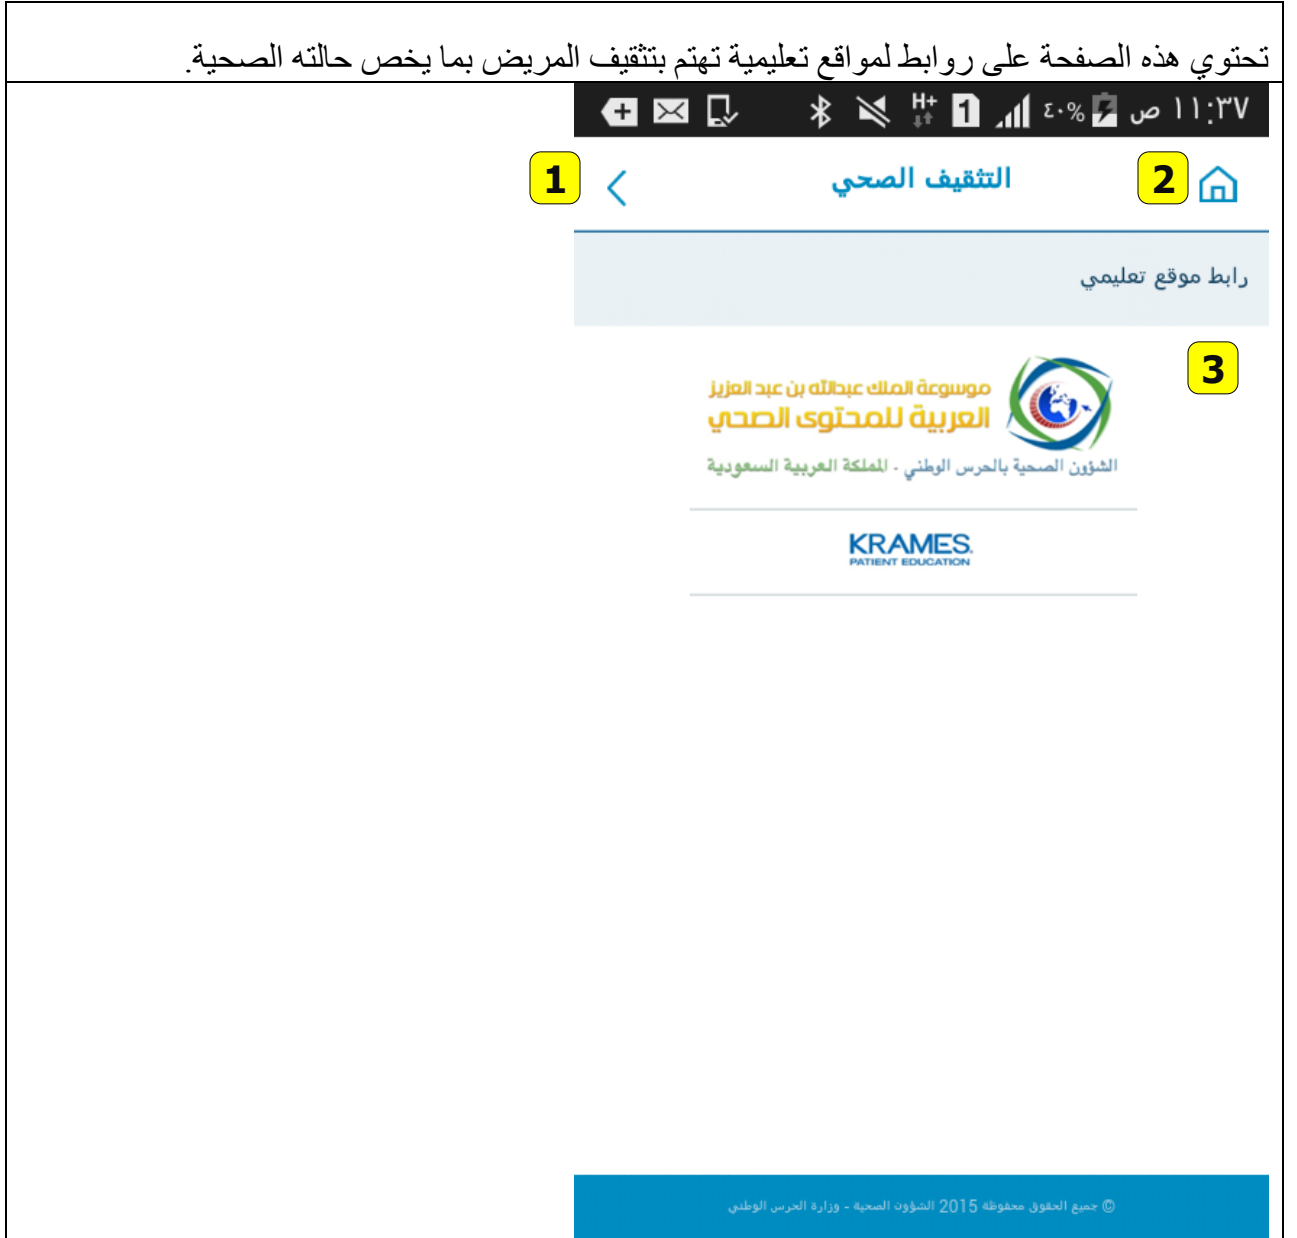 تحتوي هذه الصفحة على روابط لمواقع تعليمية تهتم بتثقيف المريض بما يخص حالته الصحية.
١١:٣٧ ص ٤٠% 1 H+
2 التثقيف الصحي 1
رابط موقع تعليمي
3
موسوعة الملك عبدالله بن عبد العزيز
العربية للمحتوى الصحي
الشؤون الصحية بالحرس الوطني - المملكة العربية السعودية
KRAMES.
PATIENT EDUCATION
© جميع الحقوق محفوظة 2015 الشؤون الصحية - وزارة الحرس الوطني